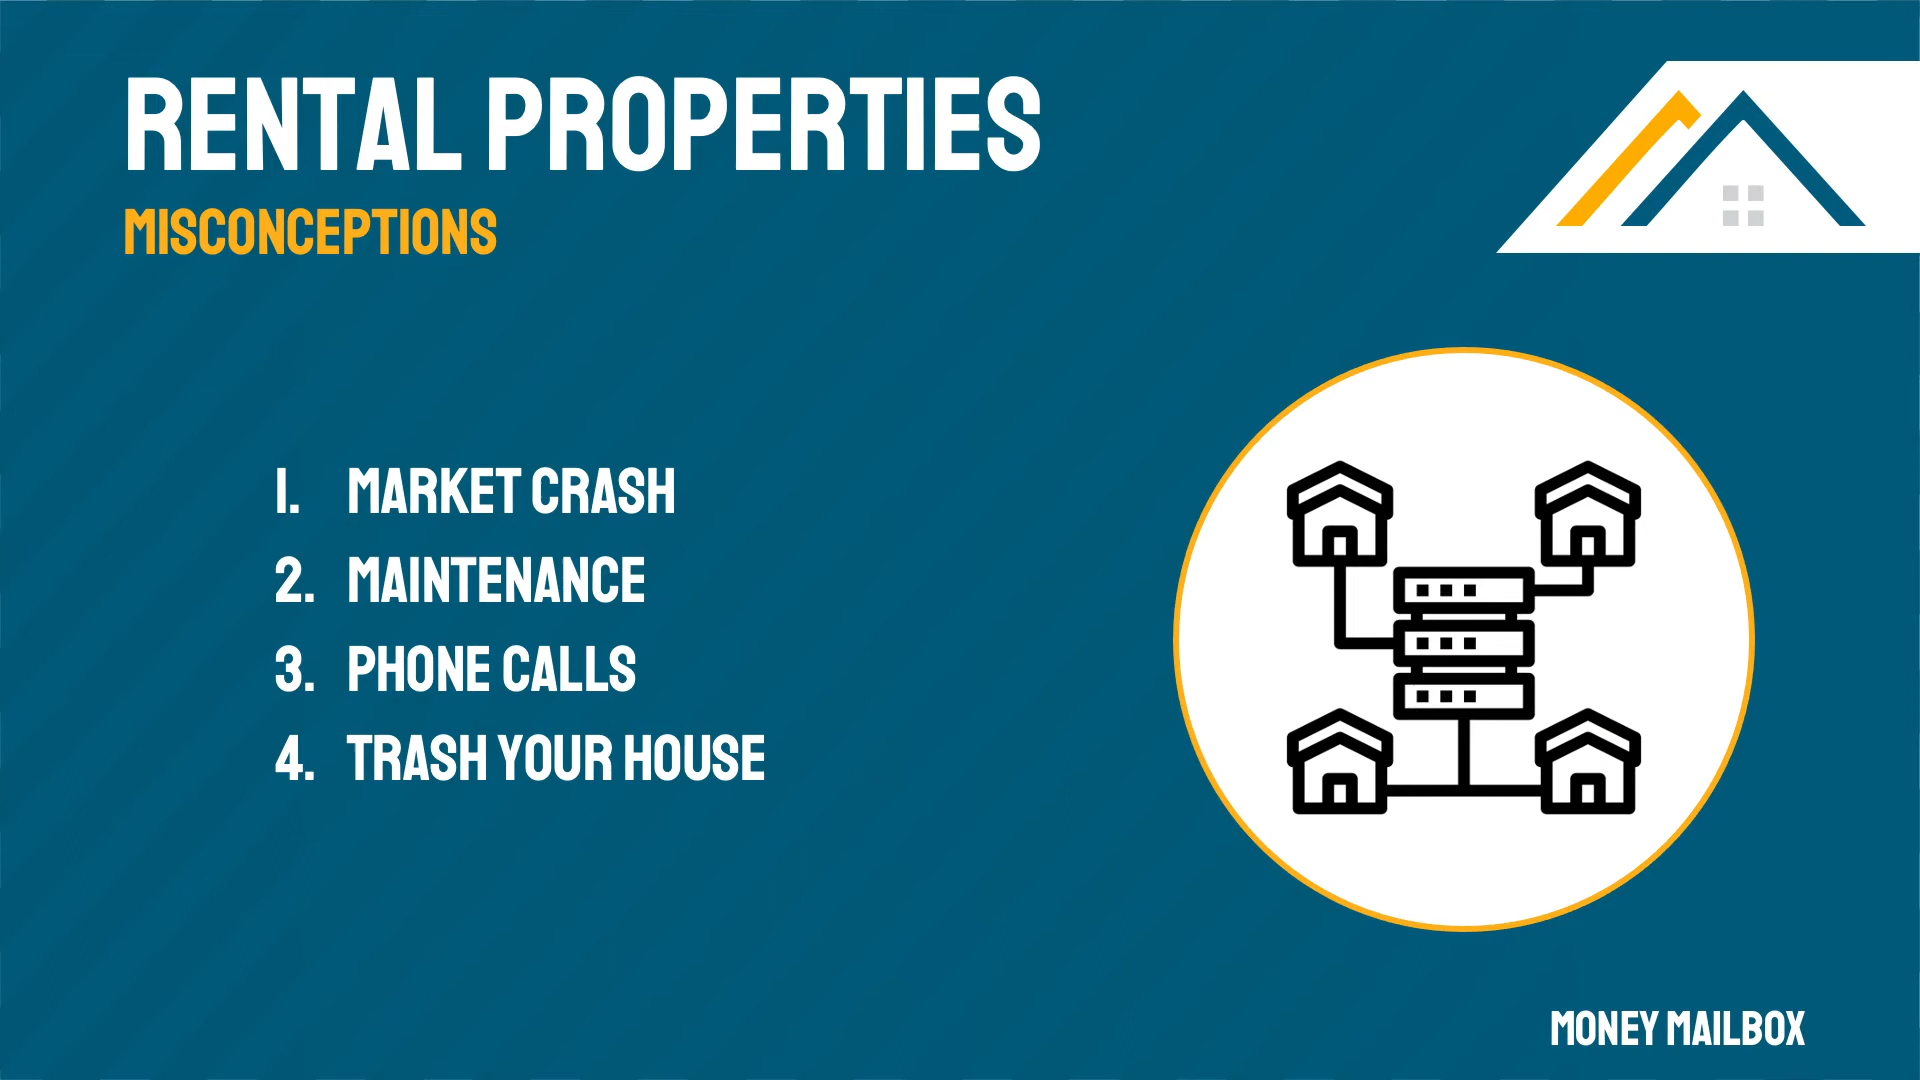 RENTAL PROPERTIES
MISCONCEPTIONS
1. MARKET CRASH
2. MAINTENANCE
3. PHONE CALLS
4. TRASH YOUR HOUSE
MONEY MAILBOX